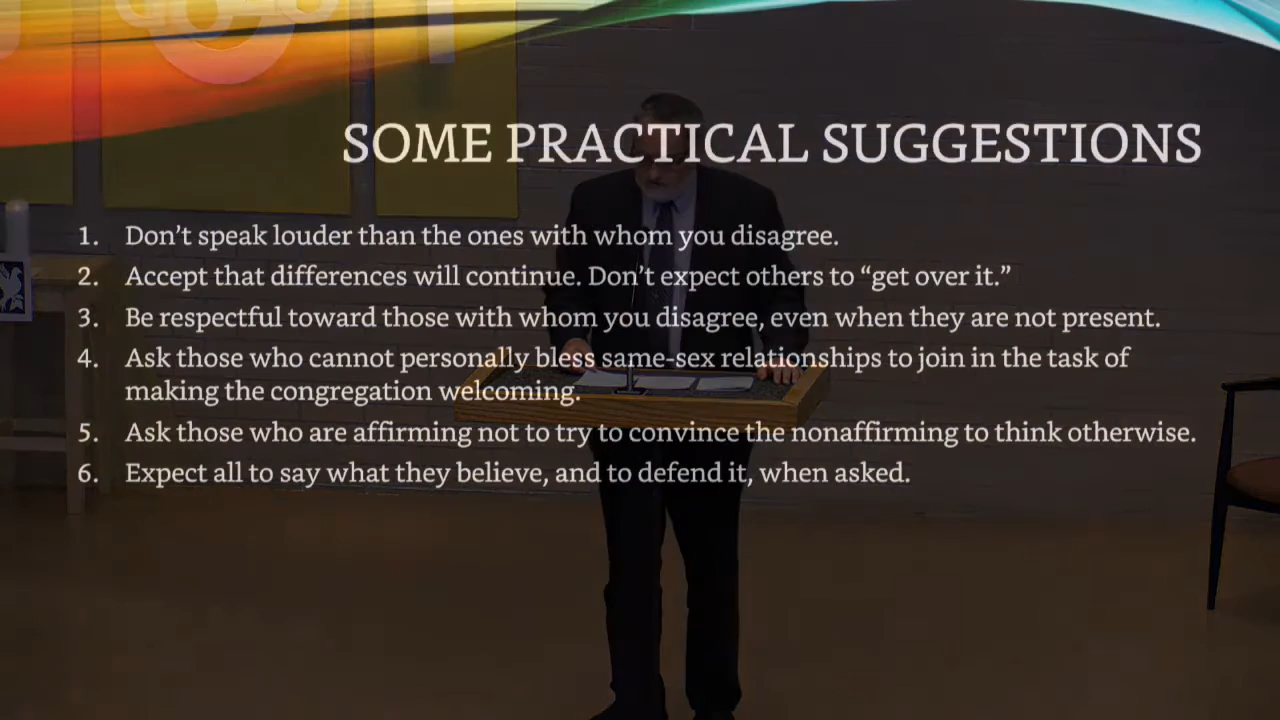 SOME PRACTICAL SUGGESTIONS
1. Don’t speak louder than the ones with whom you disagree.
2. Accept that differences will continue. Don’t expect others to “get over it.”
3. Be respectful toward those with whom you disagree, even when they are not present.
4. Ask those who cannot personally bless same-sex relationships to join in the task of
making the congregation welcoming.
5. Ask those who are affirming not to try to convince the nonaffirming to think otherwise.
6. Expect all to say what they believe, and to defend it, when asked.